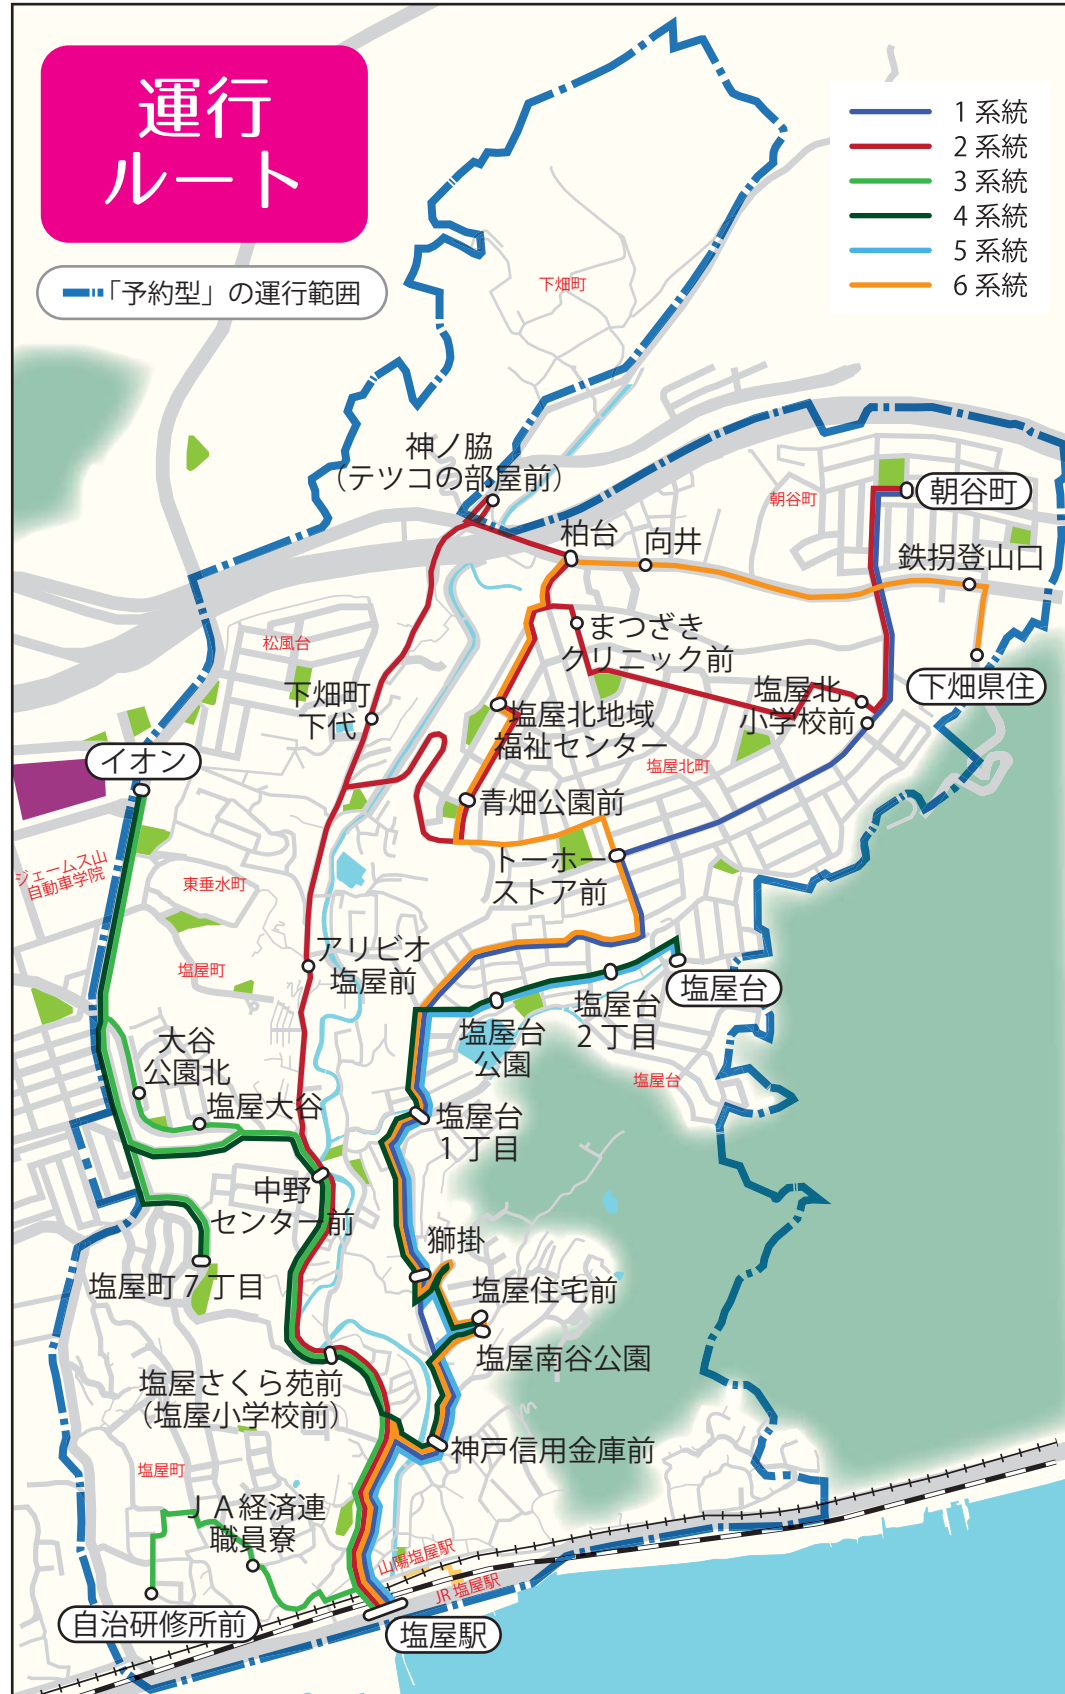 運行
ルート
「予約型」の運行範囲
1 系統
2 系統
3 系統
4 系統
5 系統
6 系統
下畑町
神ノ脇
（テツコの部屋前）
柏台
向井
朝谷町
朝谷町
鉄拐登山口
まつざき
クリニック前
松風台
下畑町
下代
塩屋北
小学校前
下畑県住
塩屋北地域
福祉センター
塩屋北町
イオン
青畑公園前
ジェームス山
自動車学院
東垂水町
トーホー
ストア前
アリビオ
塩屋前
塩屋町
塩屋台
塩屋台
2 丁目
塩屋台
公園
大谷
公園北
塩屋台
塩屋大谷
塩屋台
1 丁目
中野
センター前
獅掛
塩屋町 7 丁目
塩屋住宅前
塩屋南谷公園
塩屋さくら苑前
（塩屋小学校前）
神戸信用金庫前
塩屋町
ＪＡ経済連
職員寮
山陽塩屋駅
JR 塩屋駅
自治研修所前
塩屋駅